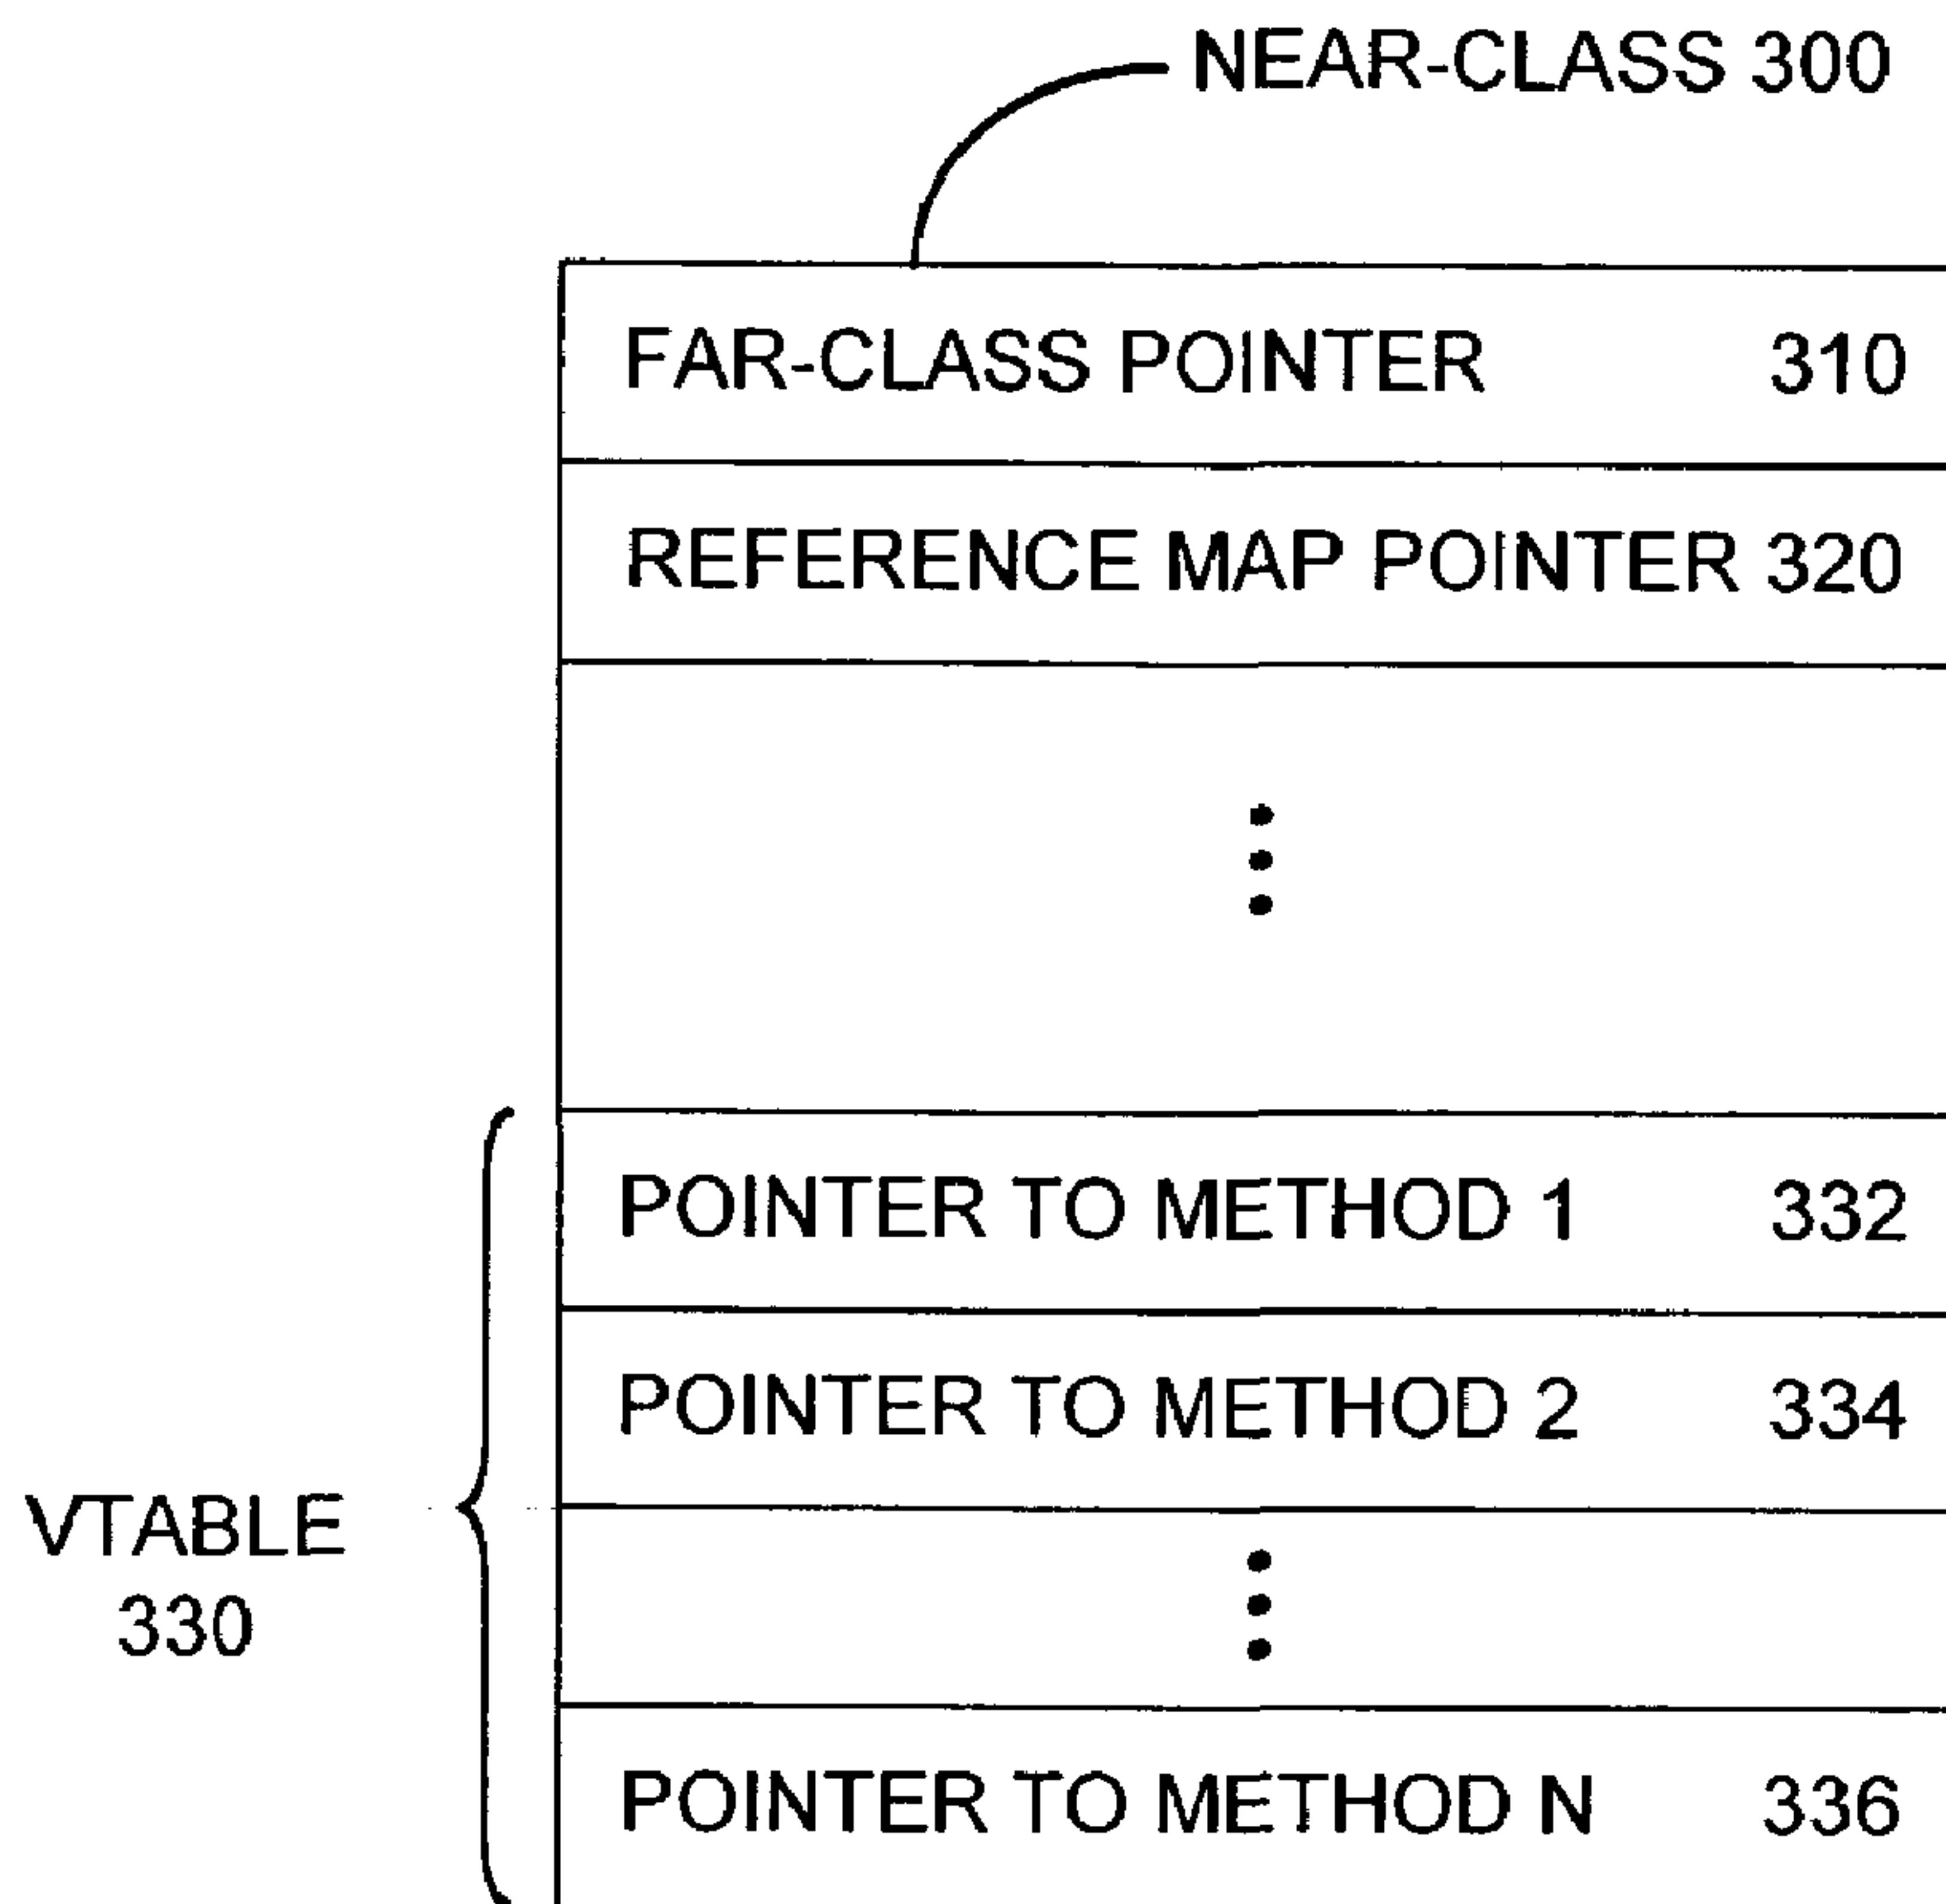 NEAR-CLASS 300
FAR-CLASS POINTER 310
REFERENCE MAP POINTER 320
POINTER TO METHOD 1 332
POINTER TO METHOD 2 334
VTABLE
330
POINTER TO METHOD N 336